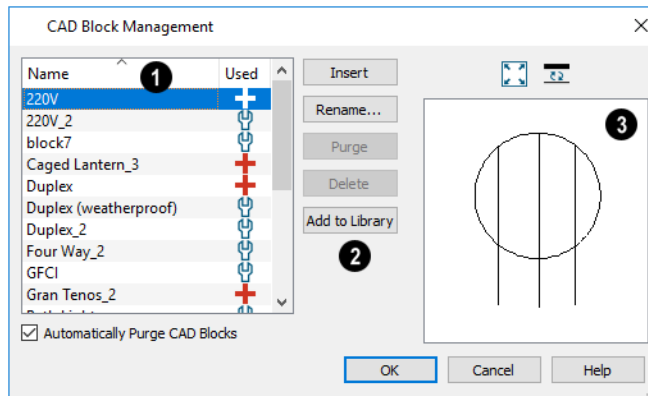 CAD Block Management
Name 1 Used
220V
220V_2
block7
Caged Lantern_3
Duplex
Duplex (weatherproof)
Duplex_2
Four Way_2
GFCI
Gran Tenos_2
Automatically Purge CAD Blocks
Insert
Rename...
Purge
Delete
Add to Library
2
3
OK Cancel Help